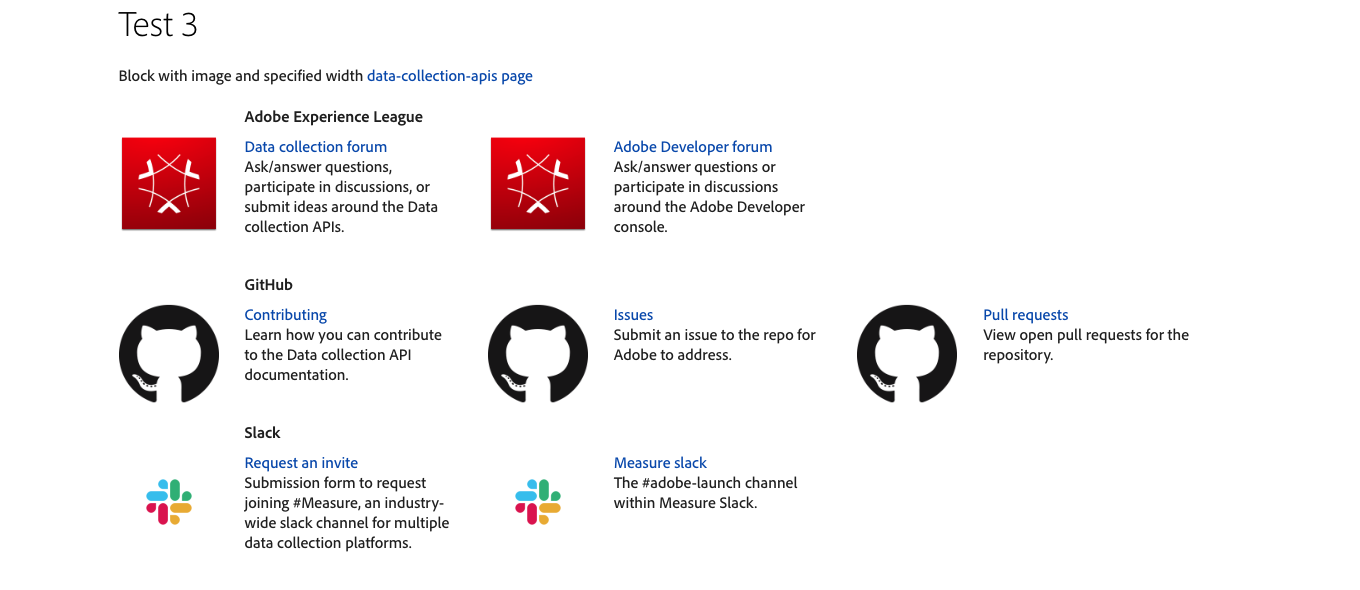 Test 3
Block with image and specified width data-collection-apis page
Adobe Experience League
Data collection forum
Ask/answer questions,
participate in discussions, or
submit ideas around the Data
collection APIs.
Adobe Developer forum
Ask/answer questions or
participate in discussions
around the Adobe Developer
console.
GitHub
Contributing
Learn how you can contribute
to the Data collection API
documentation.
Issues
Submit an issue to the repo for
Adobe to address.
Pull requests
View open pull requests for the
repository.
Slack
Request an invite
Submission form to request
joining #Measure, an industry-
wide slack channel for multiple
data collection platforms.
Measure slack
The #adobe-launch channel
within Measure Slack.